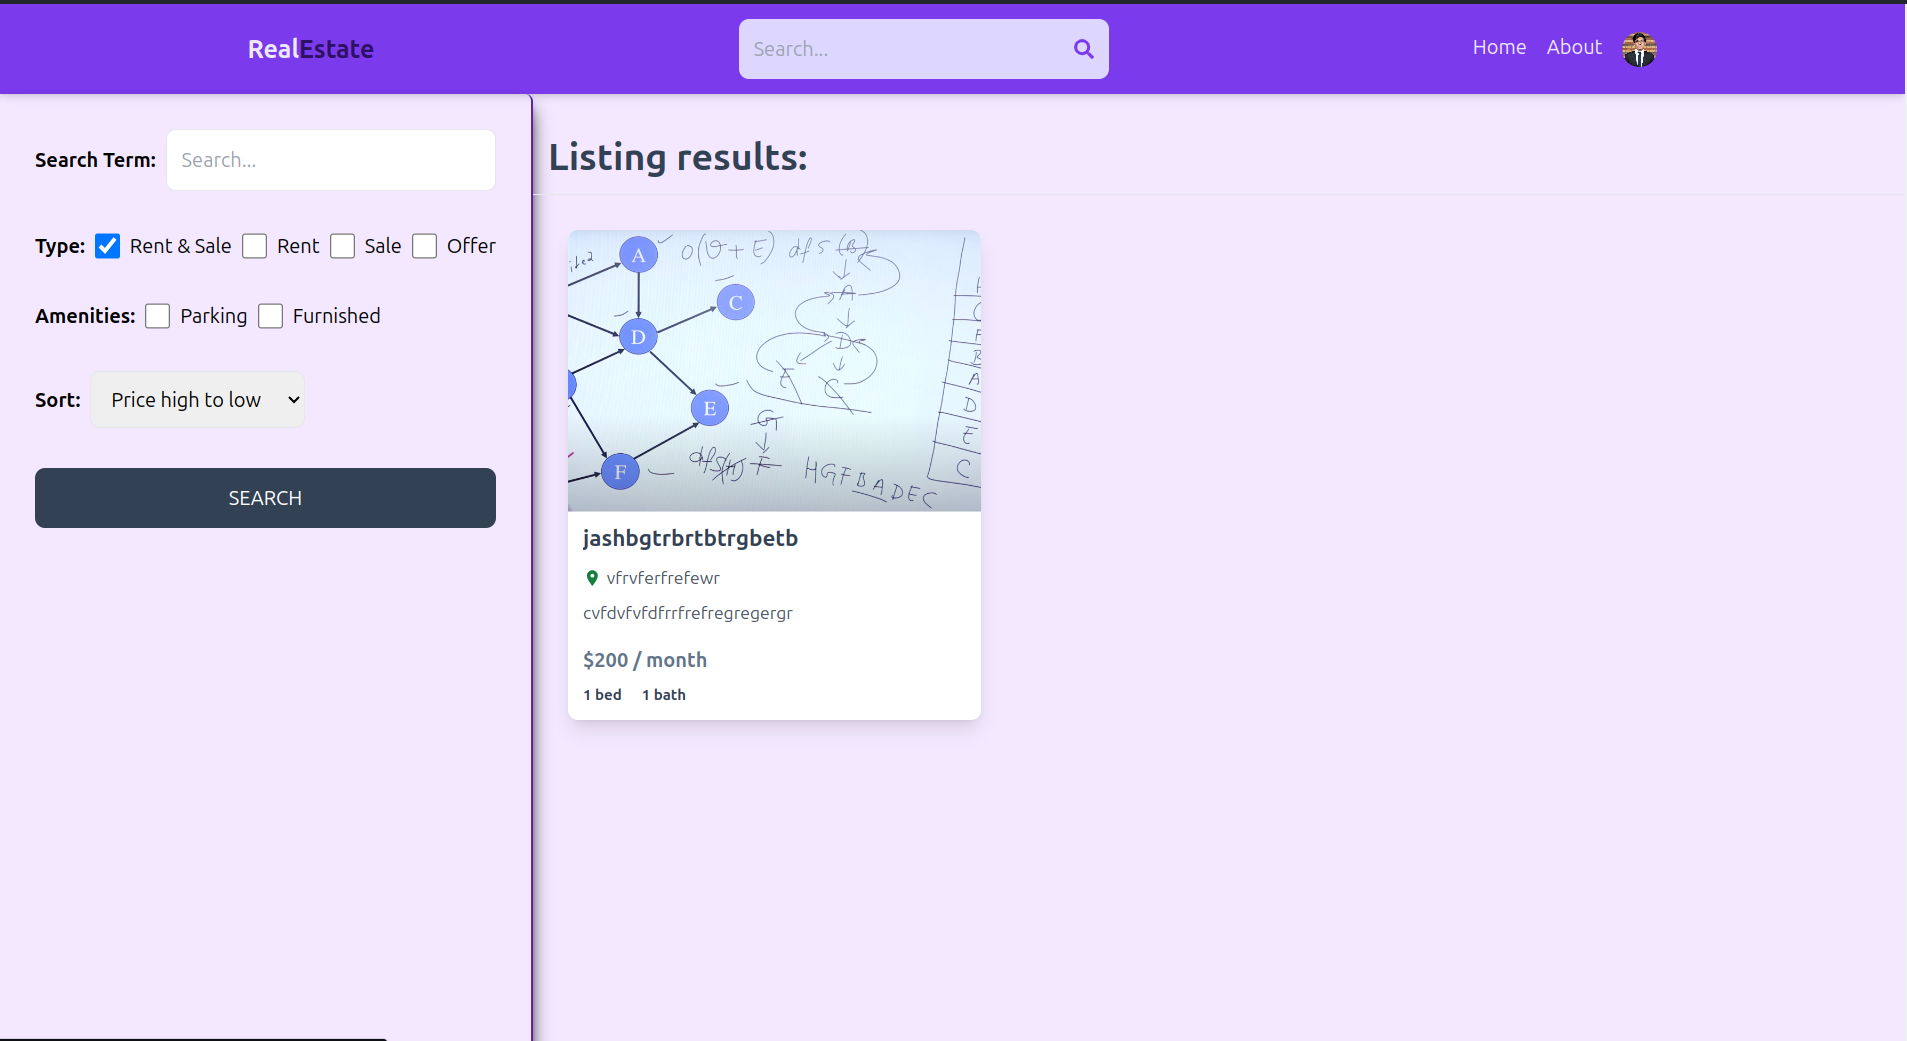 RealEstate
Search...
Home
About
Search Term:
Search...
Type:
Rent & Sale
Rent
Sale
Offer
Amenities:
Parking
Furnished
Sort:
Price high to low
SEARCH
Listing results:
A
O(V+E)
dfs(B)
C
A
D
D
E
C
E
G
F
dfs(H)
F
HGFBADEC
A
D
E
C
jashbgtrbrtbtrgbetb
vfrvferfrefewr
cvfdvfvfdfrrfrefregregergr
$200 / month
1 bed
1 bath